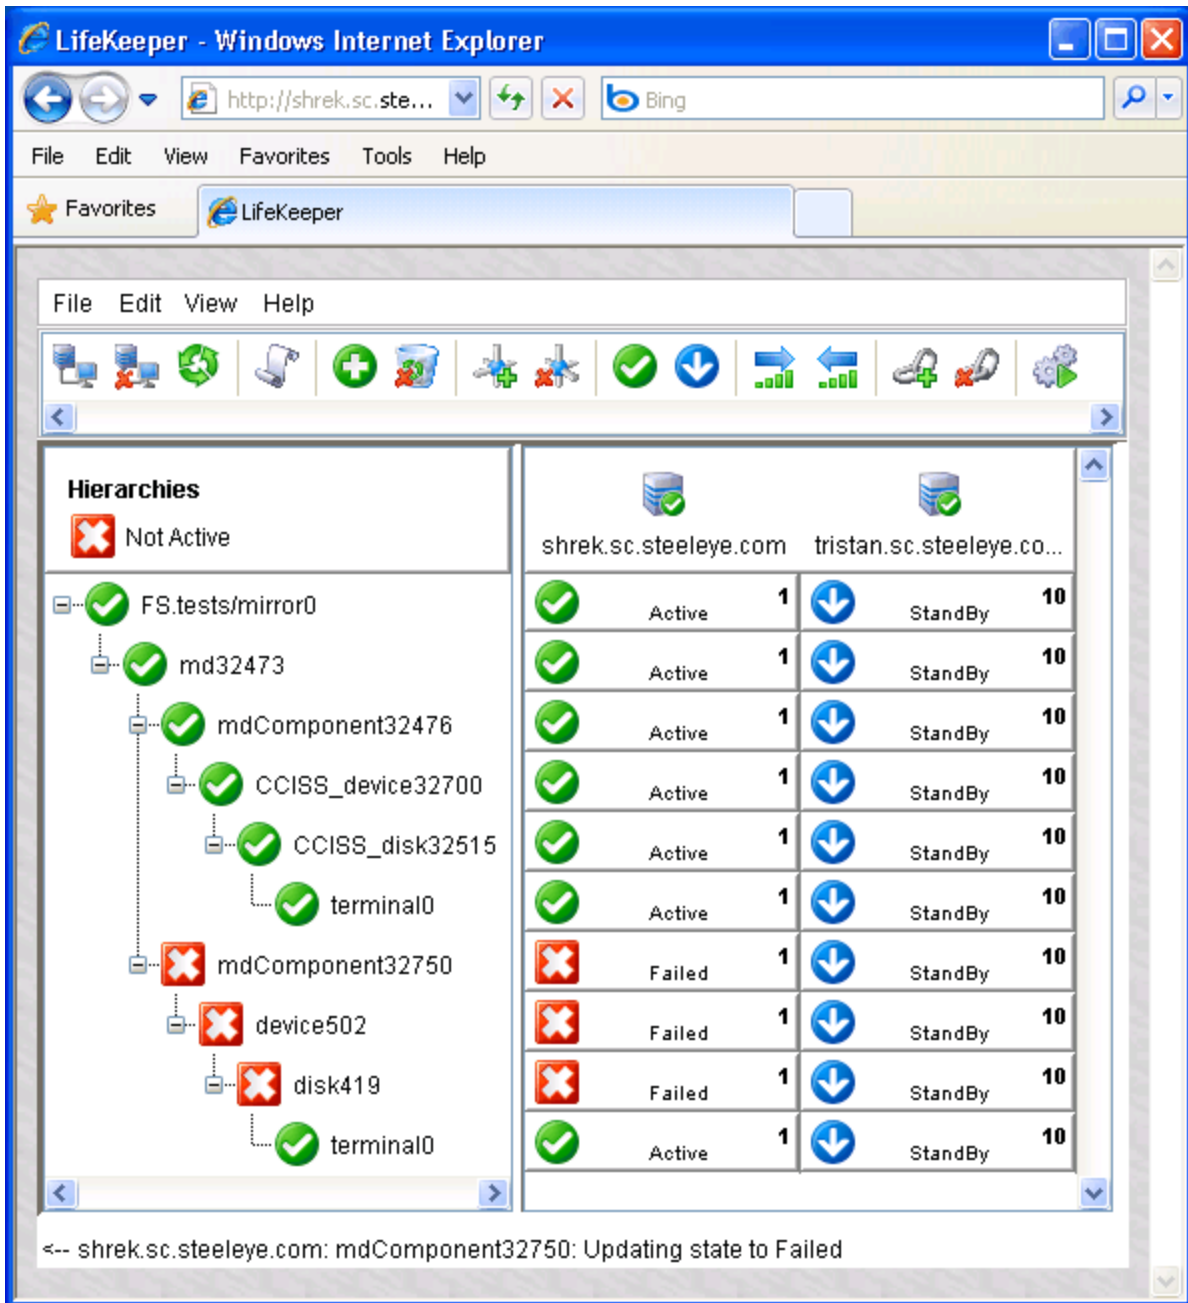 LifeKeeper - Windows Internet Explorer
http://shrek.sc.ste... Bing
File Edit View Favorites Tools Help
Favorites LifeKeeper
File Edit View Help
Hierarchies
Not Active
shrek.sc.steeleye.com tristan.sc.steeleye.co...
FS.tests/mirror0 Active 1 StandBy 10
md32473 Active 1 StandBy 10
mdComponent32476 Active 1 StandBy 10
CCISS_device32700 Active 1 StandBy 10
CCISS_disk32515 Active 1 StandBy 10
terminal0 Active 1 StandBy 10
mdComponent32750 Failed 1 StandBy 10
device502 Failed 1 StandBy 10
disk419 Failed 1 StandBy 10
terminal0 Active 1 StandBy 10
<-- shrek.sc.steeleye.com: mdComponent32750: Updating state to Failed